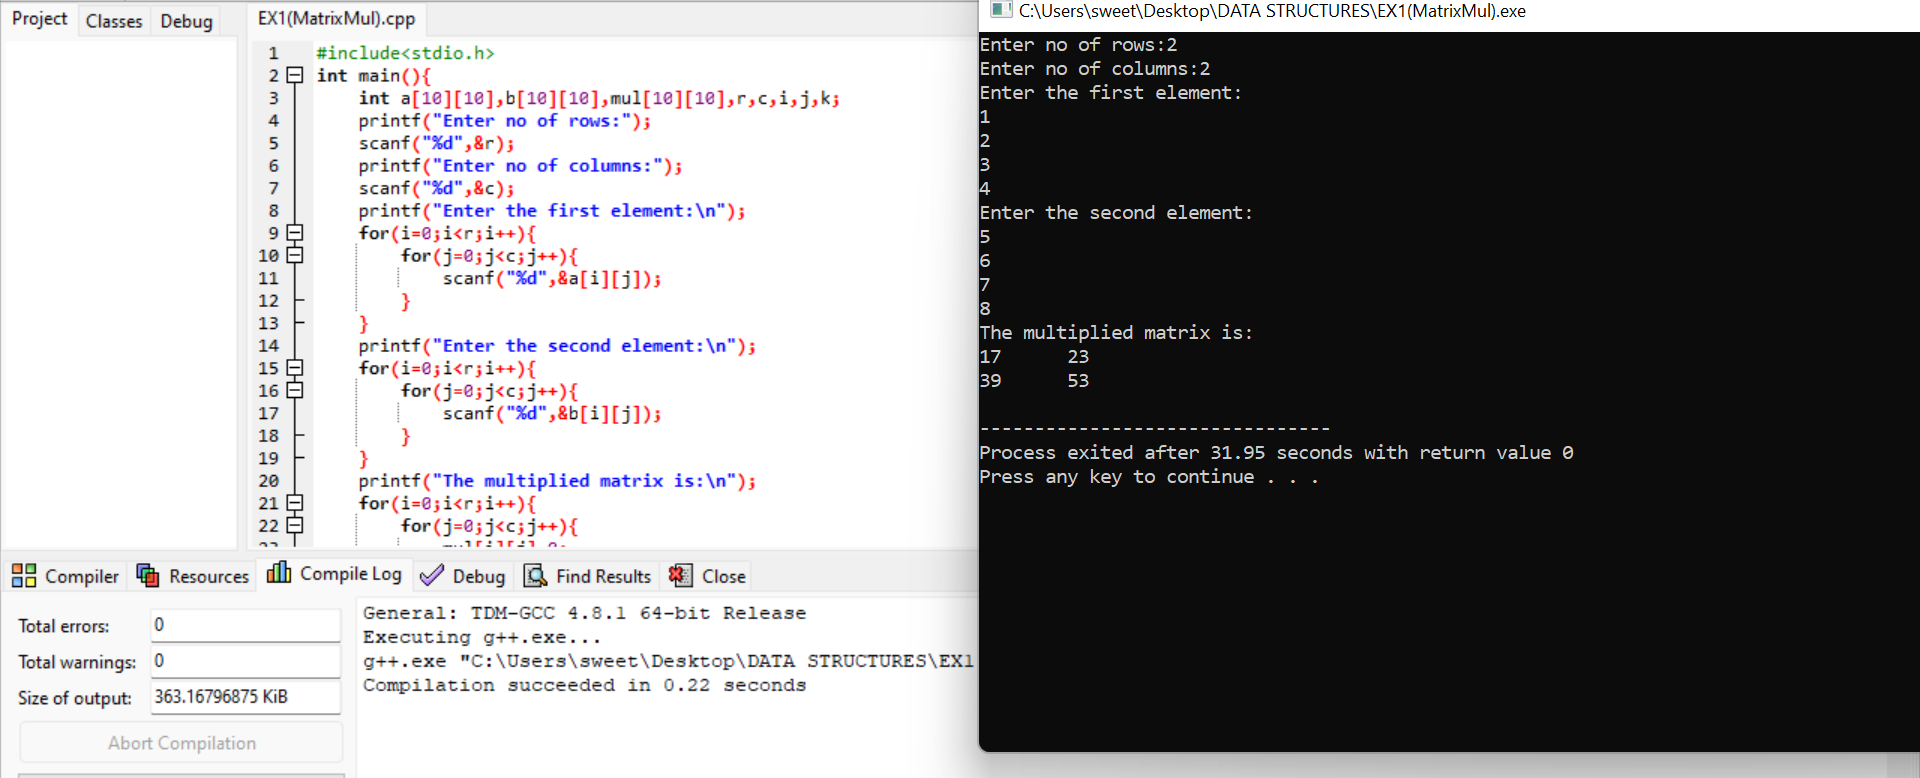 Project Classes Debug
EX1(MatrixMul).cpp
1 #include<stdio.h>
2 int main(){
3 int a[10][10],b[10][10],mul[10][10],r,c,i,j,k;
4 printf("Enter no of rows:");
5 scanf("%d",&r);
6 printf("Enter no of columns:");
7 scanf("%d",&c);
8 printf("Enter the first element:\n");
9 for(i=0;i<r;i++){
10 for(j=0;j<c;j++){
11 scanf("%d",&a[i][j]);
12 }
13 }
14 printf("Enter the second element:\n");
15 for(i=0;i<r;i++){
16 for(j=0;j<c;j++){
17 scanf("%d",&b[i][j]);
18 }
19 }
20 printf("The multiplied matrix is:\n");
21 for(i=0;i<r;i++){
22 for(j=0;j<c;j++){
Compiler Resources Compile Log Debug Find Results Close
Total errors: 0
Total warnings: 0
Size of output: 363.16796875 KiB
Abort Compilation
General: TDM-GCC 4.8.1 64-bit Release
Executing g++.exe...
g++.exe "C:\Users\sweet\Desktop\DATA STRUCTURES\EX1
Compilation succeeded in 0.22 seconds
C:\Users\sweet\Desktop\DATA STRUCTURES\EX1(MatrixMul).exe
Enter no of rows:2
Enter no of columns:2
Enter the first element:
1
2
3
4
Enter the second element:
5
6
7
8
The multiplied matrix is:
17 23
39 53
--------------------------------
Process exited after 31.95 seconds with return value 0
Press any key to continue . . .